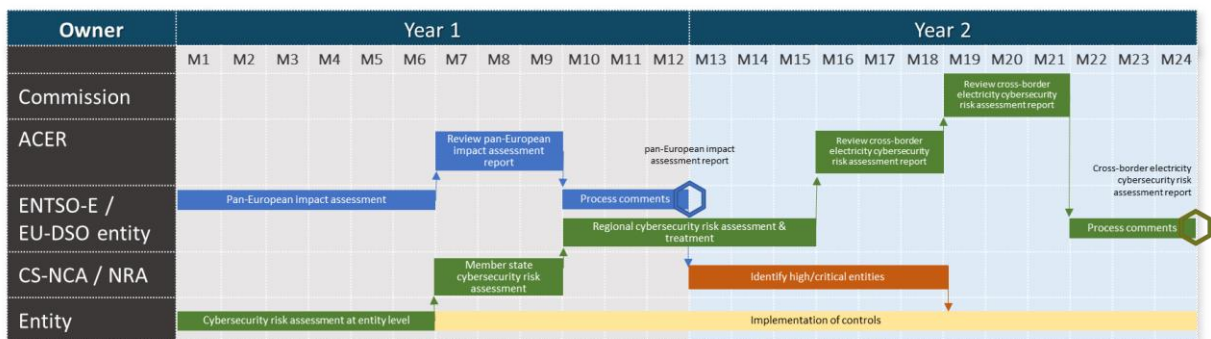 Owner
Year 1
Year 2
M1 M2 M3 M4 M5 M6 M7 M8 M9 M10 M11 M12 M13 M14 M15 M16 M17 M18 M19 M20 M21 M22 M23 M24
Commission
Review cross-border
electricity cybersecurity
risk assessment report
ACER
Review pan-European
impact assessment
report
pan-European impact
assessment report
Review cross-border
electricity cybersecurity
risk assessment report
Cross-border electricity
cybersecurity risk
assessment report
ENTSO-E /
EU-DSO entity
Pan-European impact assessment
Process comments
Regional cybersecurity risk assessment &
treatment
Process comments
CS-NCA / NRA
Member state
cybersecurity risk
assessment
Identify high/critical entities
Entity
Cybersecurity risk assessment at entity level
Implementation of controls